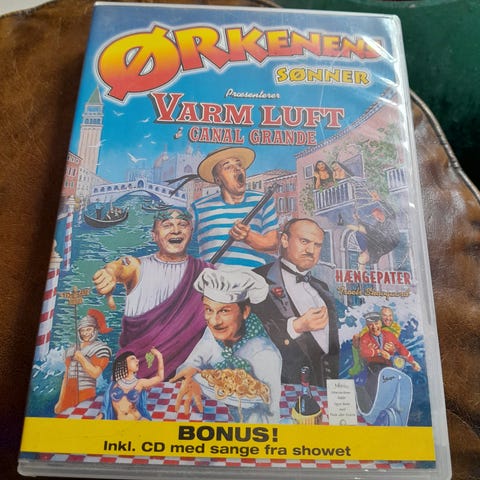 ØRKENENS
SØNNER
Præsenterer
VARM LUFT
i CANAL GRANDE
HÆNGEPATER
BONUS!
Inkl. CD med sange fra showet